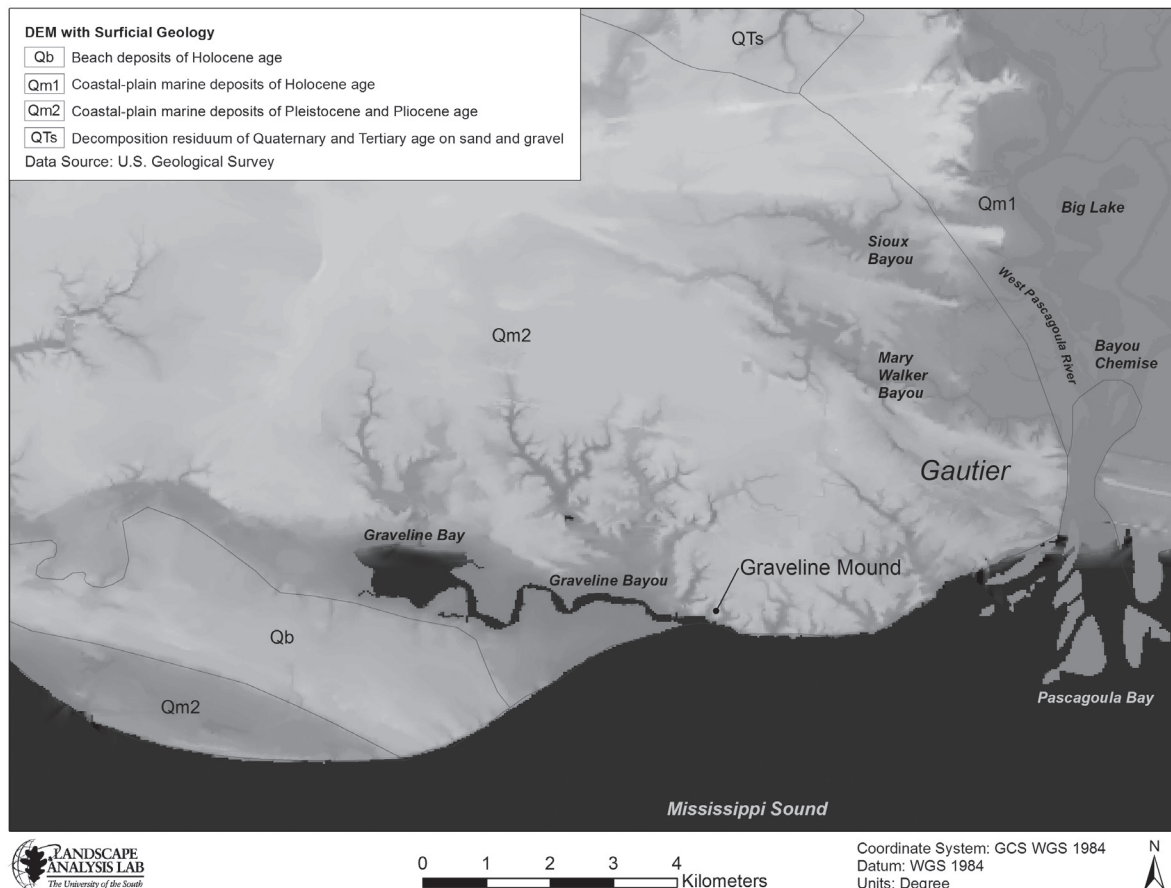 DEM with Surficial Geology
Qb Beach deposits of Holocene age
Qm1 Coastal-plain marine deposits of Holocene age
Qm2 Coastal-plain marine deposits of Pleistocene and Pliocene age
QTs Decomposition residuum of Quaternary and Tertiary age on sand and gravel
Data Source: U.S. Geological Survey
QTs
Qm1
Big Lake
Sioux
Bayou
West Pascagoula River
Qm2
Bayou
Chemise
Mary
Walker
Bayou
Gautier
Graveline Bay
Graveline Bayou
Graveline Mound
Qb
Qm2
Pascagoula Bay
Mississippi Sound
LANDSCAPE
ANALYSIS LAB
The University of the South
0 1 2 3 4
Kilometers
Coordinate System: GCS WGS 1984
Datum: WGS 1984
Units: Degree
N